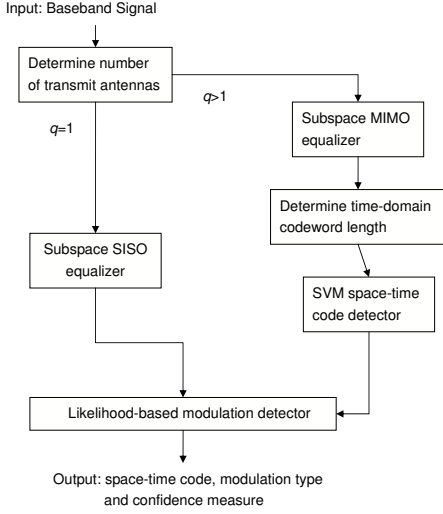 Input: Baseband Signal
Determine number
of transmit antennas
q>1
q=1
Subspace MIMO
equalizer
Determine time-domain
codeword length
Subspace SISO
equalizer
SVM space-time
code detector
Likelihood-based modulation detector
Output: space-time code, modulation type
and confidence measure